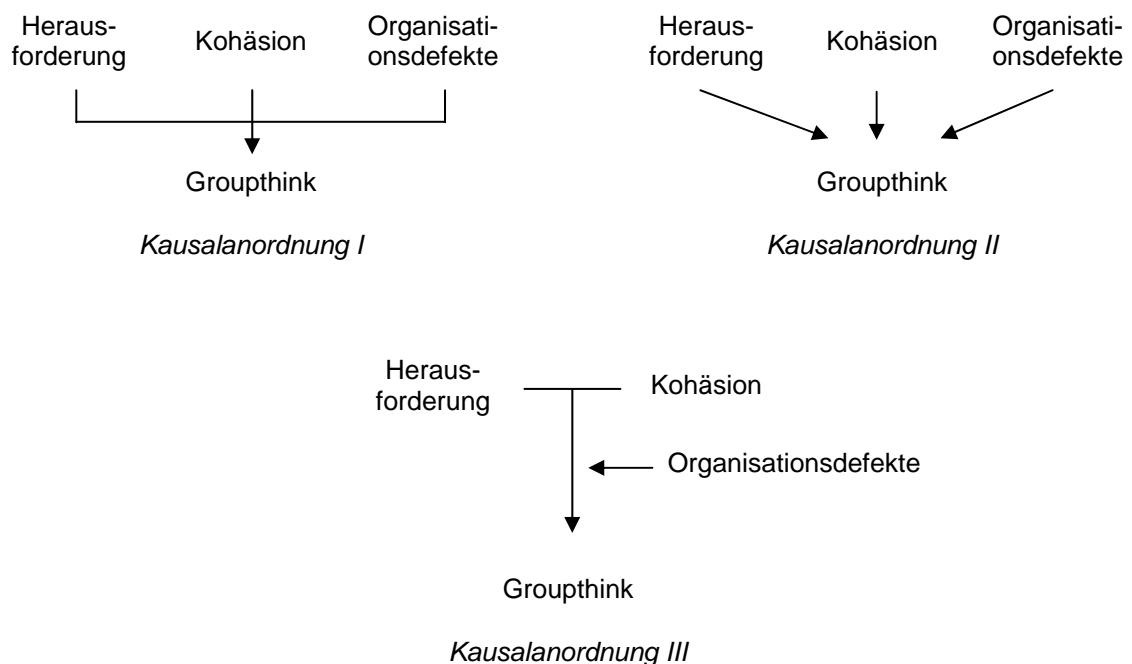 Heraus-
forderung
Kohäsion
Organisati-
onsdefekte
Groupthink
Kausalanordnung I
Heraus-
forderung
Kohäsion
Organisati-
onsdefekte
Groupthink
Kausalanordnung II
Heraus-
forderung
Kohäsion
Organisationsdefekte
Groupthink
Kausalanordnung III